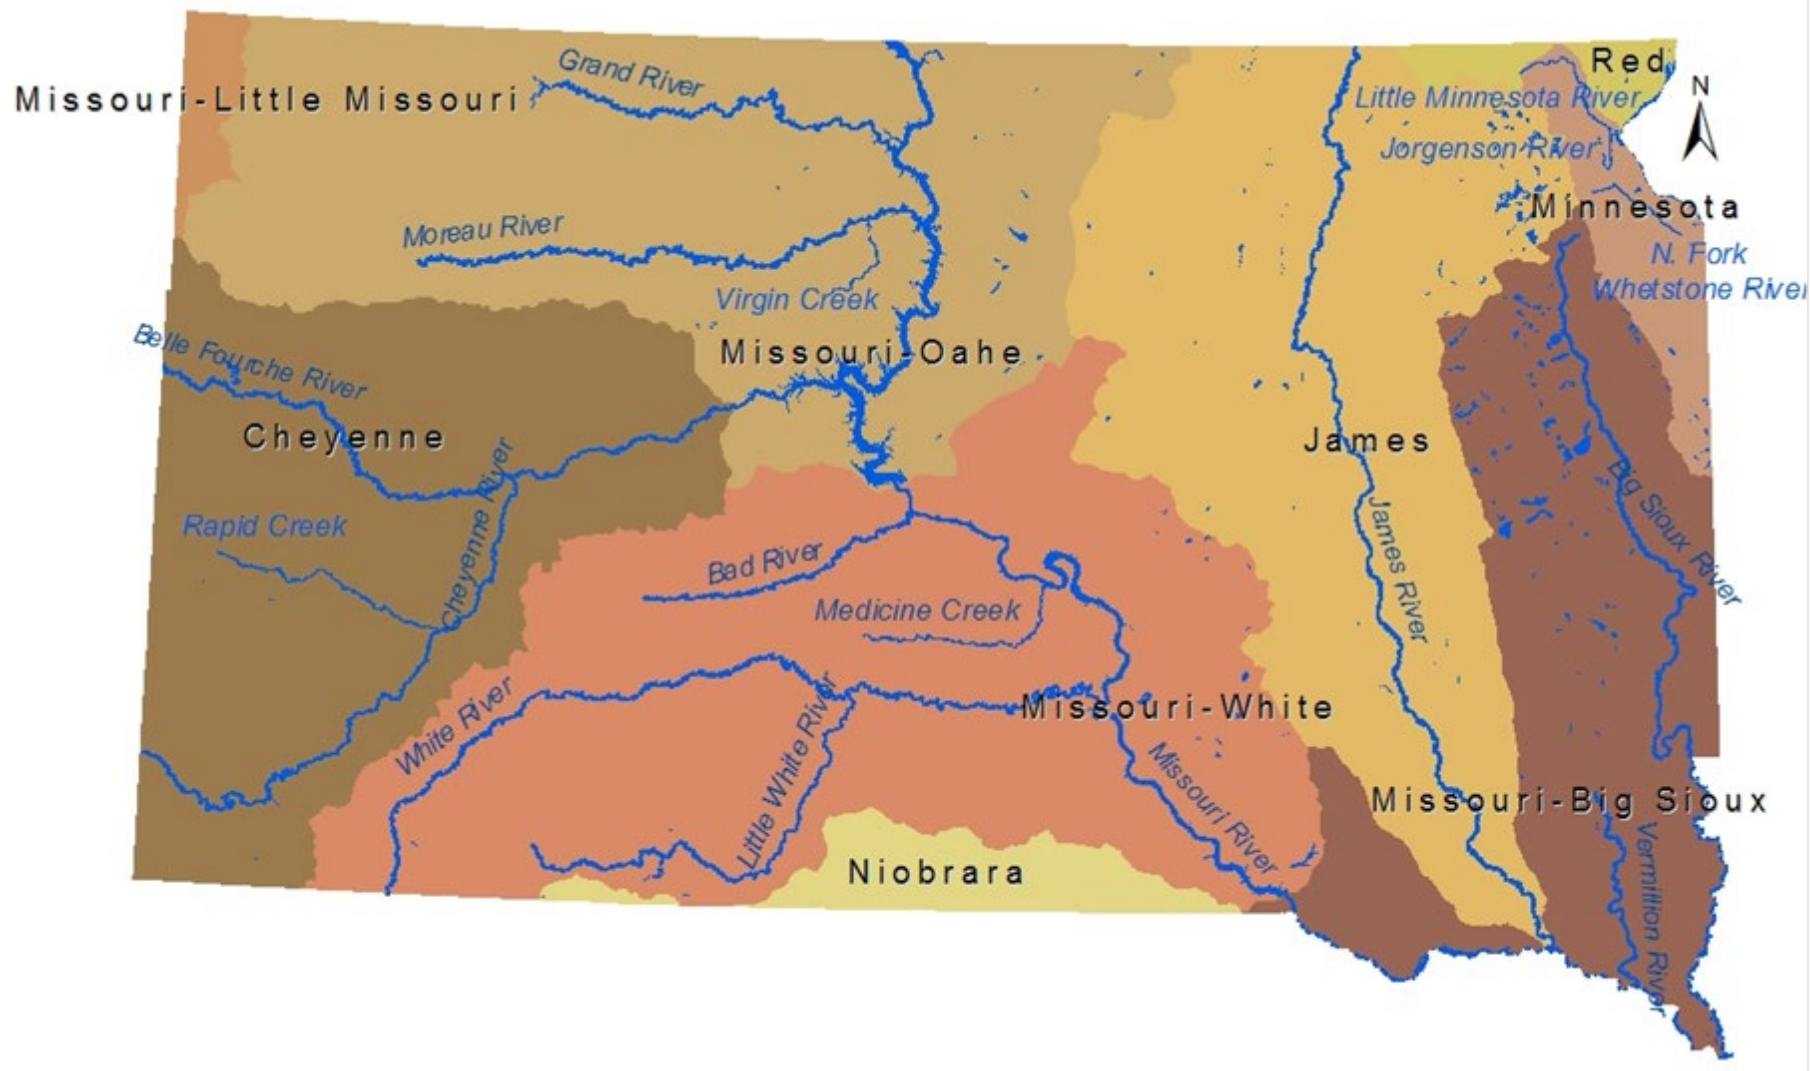 Red
Grand River
N
Missouri-Little Missouri
Little Minnesota River
Jorgenson River
Minnesota
Moreau River
N. Fork
Whetstone River
Virgin Creek
Belle Fourche River
Missouri-Oahe
Cheyenne
James
Cheyenne River
Big Sioux River
Rapid Creek
James River
Bad River
Medicine Creek
White River
Little White River
Missouri-White
Missouri River
Missouri-Big Sioux
Niobrara
Vermillion River